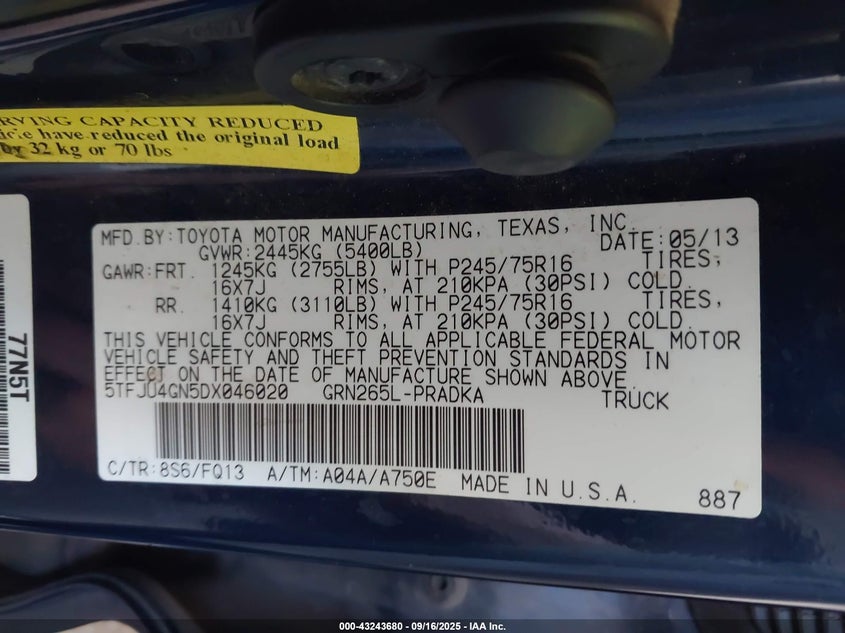 RVING CAPACITY REDUCED
have reduced the original load
by 32 kg or 70 lbs
77N5T
MFD.BY:TOYOTA MOTOR MANUFACTURING, TEXAS, INC.
GVWR:2445KG (5400LB) DATE:05/13
GAWR:FRT. 1245KG (2755LB) WITH P245/75R16 TIRES,
16X7J RIMS, AT 210KPA (30PSI) COLD.
RR. 1410KG (3110LB) WITH P245/75R16 TIRES,
16X7J RIMS, AT 210KPA (30PSI) COLD.
THIS VEHICLE CONFORMS TO ALL APPLICABLE FEDERAL MOTOR
VEHICLE SAFETY AND THEFT PREVENTION STANDARDS IN
EFFECT ON THE DATE OF MANUFACTURE SHOWN ABOVE.
5TFJU4GN5DX046020 GRN265L-PRADKA TRUCK
C/TR:8S6/FQ13 A/TM:A04A/A750E MADE IN U.S.A.
887
000-43243680 - 09/16/2025 - IAA Inc.